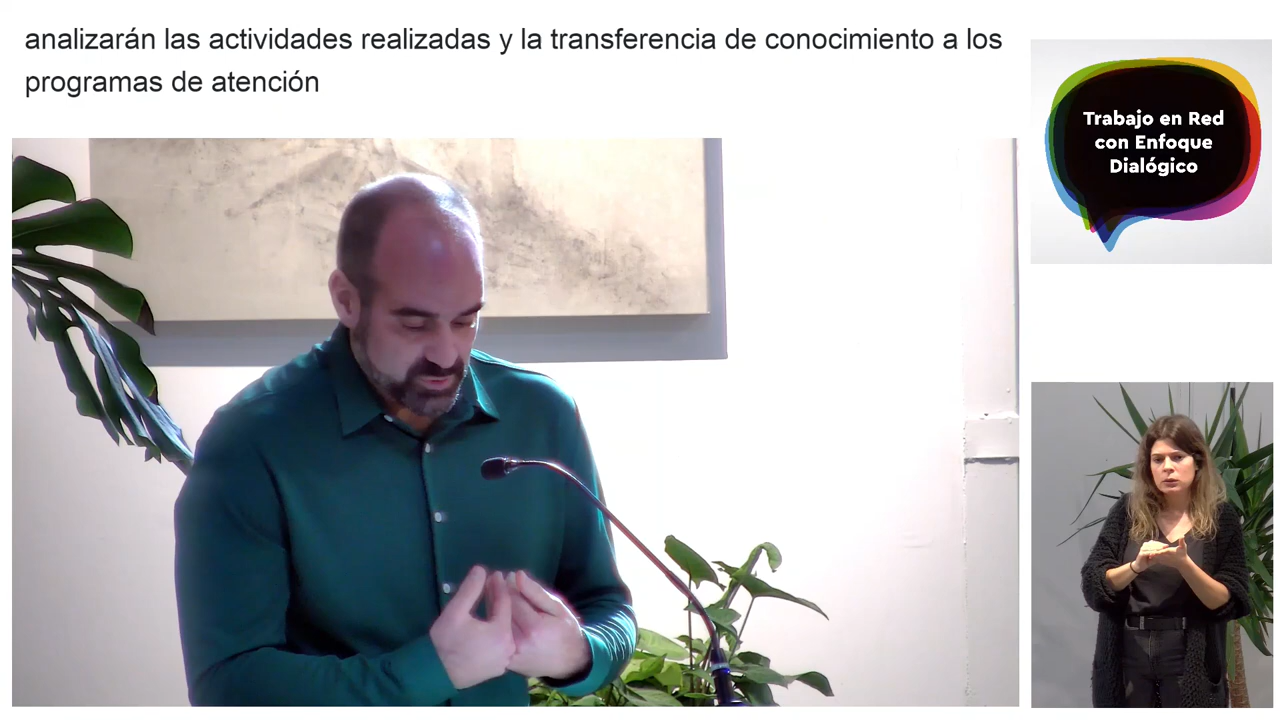 analizarán las actividades realizadas y la transferencia de conocimiento a los
programas de atención
Trabajo en Red
con Enfoque
Dialógico